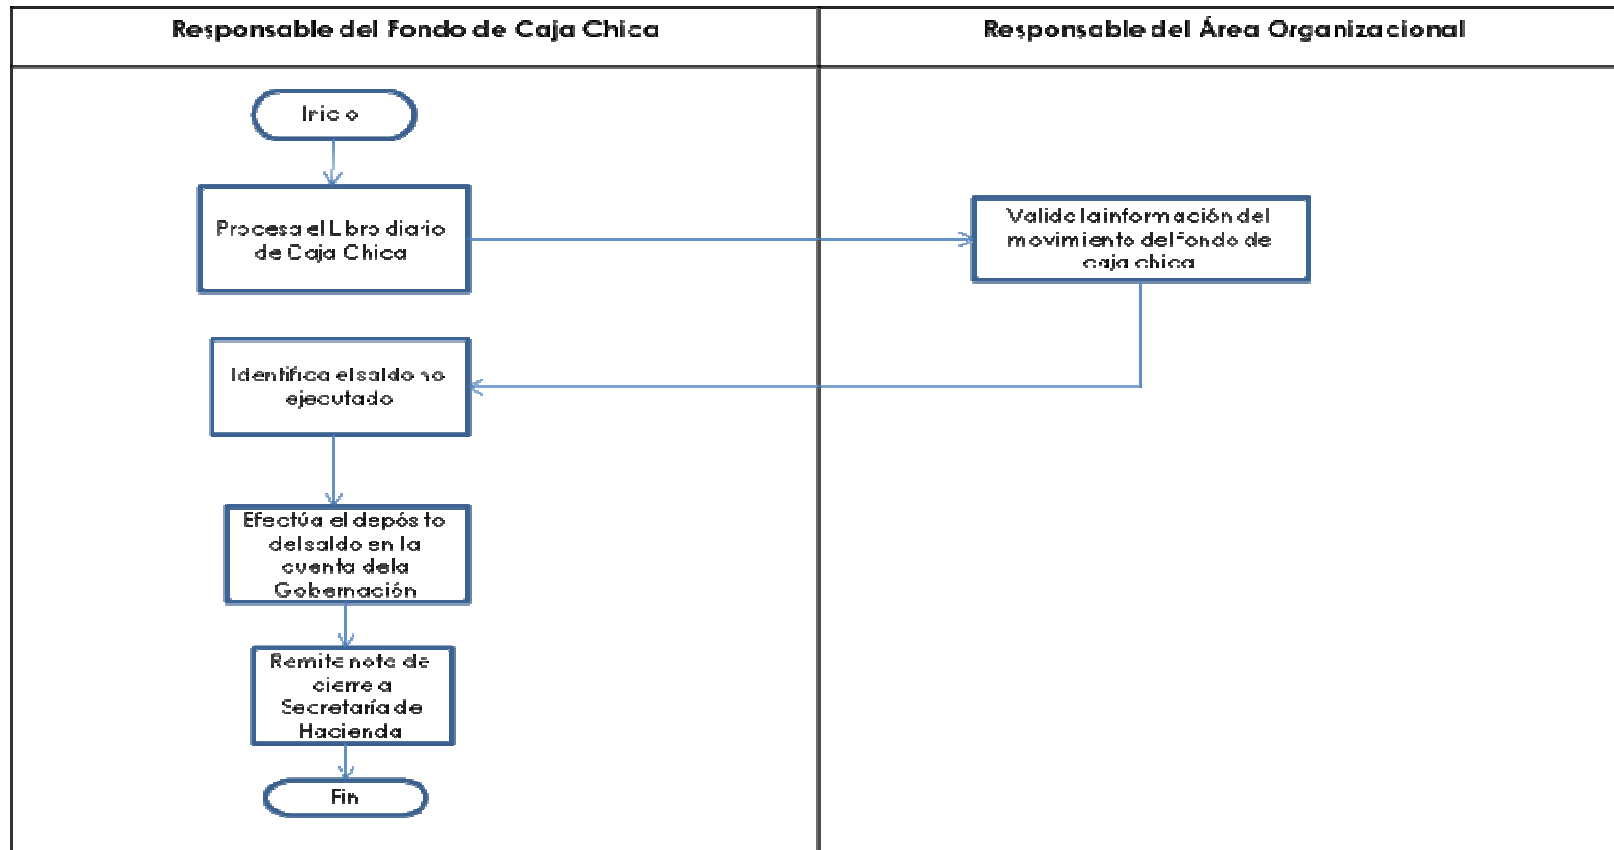 Responsable del Fondo de Caja Chica
Responsable del Área Organizacional
Inicio
Procesa el Libro diario
de Caja Chica
Valida la información del
movimiento del fondo de
caja chica
Identifica el saldo no
ejecutado
Efectúa el depósito
del saldo en la
cuenta de la
Gobernación
Remite nota de
cierre a
Secretaría de
Hacienda
Fin